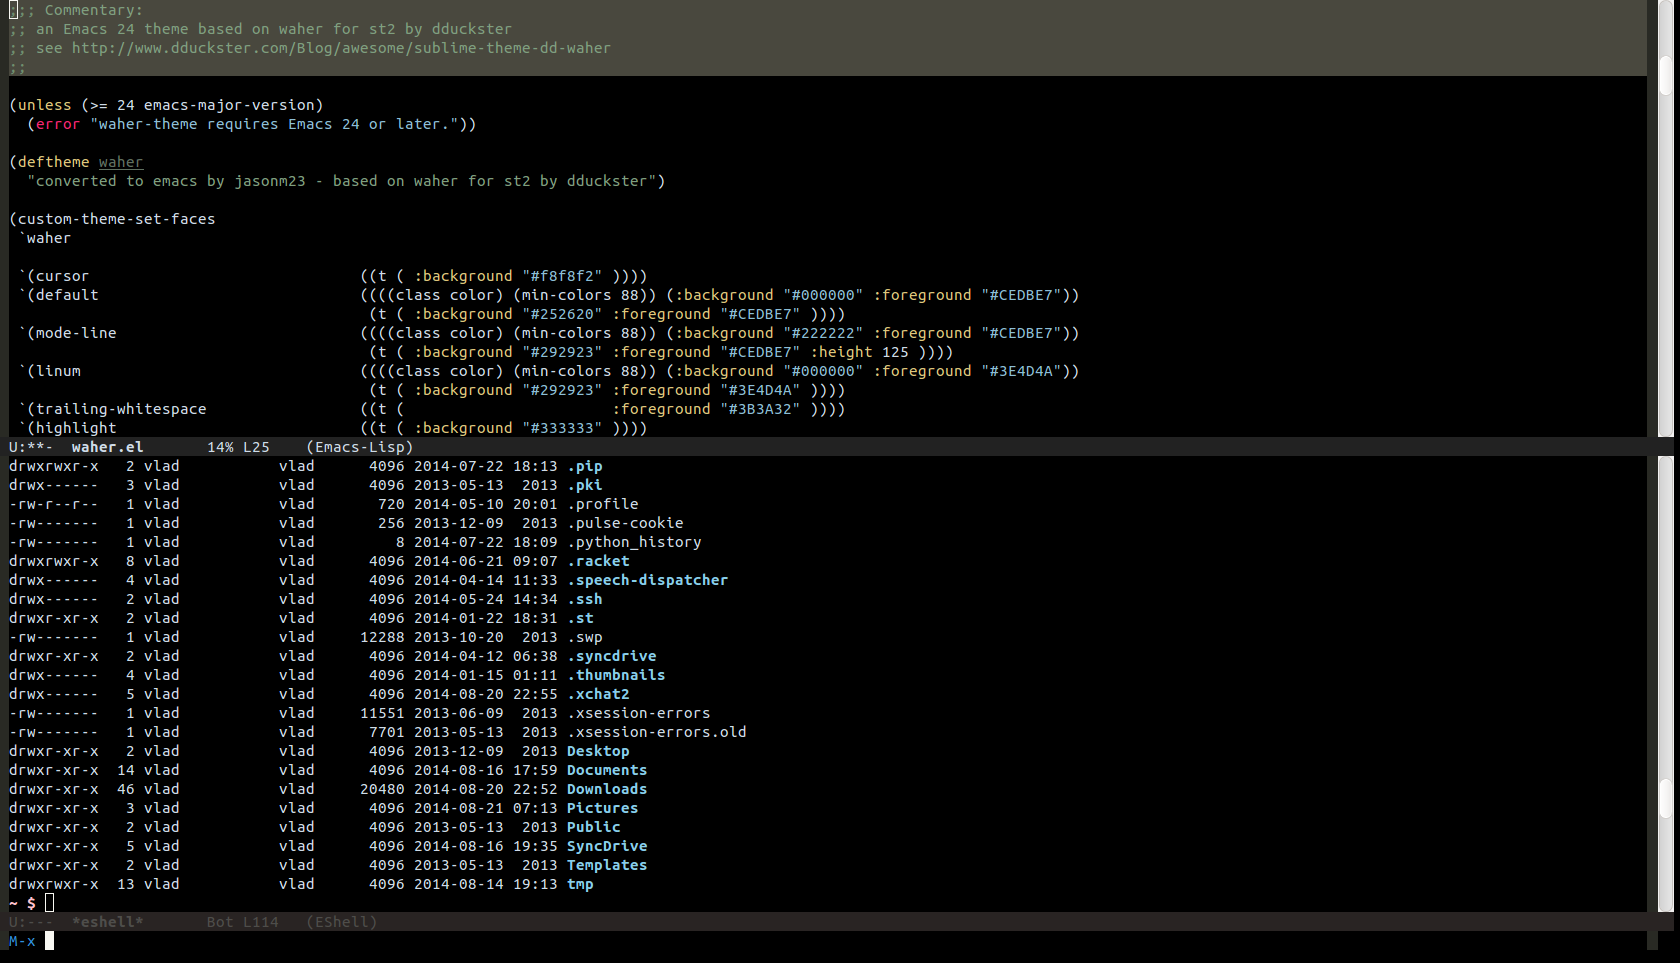 ;;; Commentary:
;; an Emacs 24 theme based on waher for st2 by dduckster
;; see http://www.dduckster.com/Blog/awesome/sublime-theme-dd-waher
;;
(unless (>= 24 emacs-major-version)
  (error "waher-theme requires Emacs 24 or later."))
(deftheme waher
  "converted to emacs by jasonm23 - based on waher for st2 by dduckster")
(custom-theme-set-faces
 `waher
 `(cursor                              ((t ( :background "#f8f8f2" ))))
 `(default                             ((((class color) (min-colors 88)) (:background "#000000" :foreground "#CEDBE7"))
                                        (t ( :background "#252620" :foreground "#CEDBE7" ))))
 `(mode-line                           ((((class color) (min-colors 88)) (:background "#222222" :foreground "#CEDBE7"))
                                        (t ( :background "#292923" :foreground "#CEDBE7" :height 125 ))))
 `(linum                               ((((class color) (min-colors 88)) (:background "#000000" :foreground "#3E4D4A"))
                                        (t ( :background "#292923" :foreground "#3E4D4A" ))))
 `(trailing-whitespace                 ((t (                       :foreground "#3B3A32" ))))
 `(highlight                           ((t ( :background "#333333" ))))
U:**-  waher.el       14% L25    (Emacs-Lisp)
drwxrwxr-x   2 vlad           vlad      4096 2014-07-22 18:13 .pip
drwx------   3 vlad           vlad      4096 2013-05-13  2013 .pki
-rw-r--r--   1 vlad           vlad       720 2014-05-10 20:01 .profile
-rw-------   1 vlad           vlad       256 2013-12-09  2013 .pulse-cookie
-rw-------   1 vlad           vlad         8 2014-07-22 18:09 .python_history
drwxrwxr-x   8 vlad           vlad      4096 2014-06-21 09:07 .racket
drwx------   4 vlad           vlad      4096 2014-04-14 11:33 .speech-dispatcher
drwx------   2 vlad           vlad      4096 2014-05-24 14:34 .ssh
drwxr-xr-x   2 vlad           vlad      4096 2014-01-22 18:31 .st
-rw-------   1 vlad           vlad     12288 2013-10-20  2013 .swp
drwxr-xr-x   2 vlad           vlad      4096 2014-04-12 06:38 .syncdrive
drwx------   4 vlad           vlad      4096 2014-01-15 01:11 .thumbnails
drwx------   5 vlad           vlad      4096 2014-08-20 22:55 .xchat2
-rw-------   1 vlad           vlad     11551 2013-06-09  2013 .xsession-errors
-rw-------   1 vlad           vlad      7701 2013-05-13  2013 .xsession-errors.old
drwxr-xr-x   2 vlad           vlad      4096 2013-12-09  2013 Desktop
drwxr-xr-x  14 vlad           vlad      4096 2014-08-16 17:59 Documents
drwxr-xr-x  46 vlad           vlad     20480 2014-08-20 22:52 Downloads
drwxr-xr-x   3 vlad           vlad      4096 2014-08-21 07:13 Pictures
drwxr-xr-x   2 vlad           vlad      4096 2013-05-13  2013 Public
drwxr-xr-x   5 vlad           vlad      4096 2014-08-16 19:35 SyncDrive
drwxr-xr-x   2 vlad           vlad      4096 2013-05-13  2013 Templates
drwxrwxr-x  13 vlad           vlad      4096 2014-08-14 19:13 tmp
~ $
U:---  *eshell*       Bot L114   (EShell)
M-x